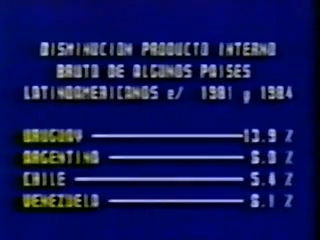 DISMINUCION PRODUCTO INTERNO
BRUTO DE ALGUNOS PAISES
LATINOAMERICANOS e/ 1981 y 1984
URUGUAY 13.9 %
ARGENTINA 6.0 %
CHILE 5.4 %
VENEZUELA 6.1 %